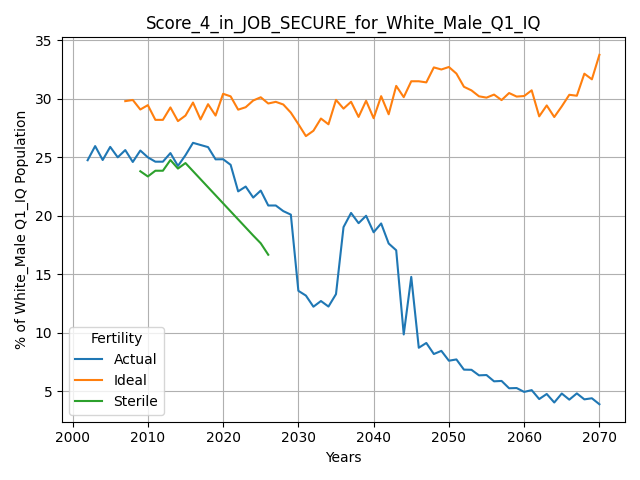 Score_4_in_JOB_SECURE_for_White_Male_Q1_IQ
% of White_Male Q1_IQ Population
35
30
25
20
15
10
5
Fertility
Actual
Ideal
Sterile
2000 2010 2020 2030 2040 2050 2060 2070
Years